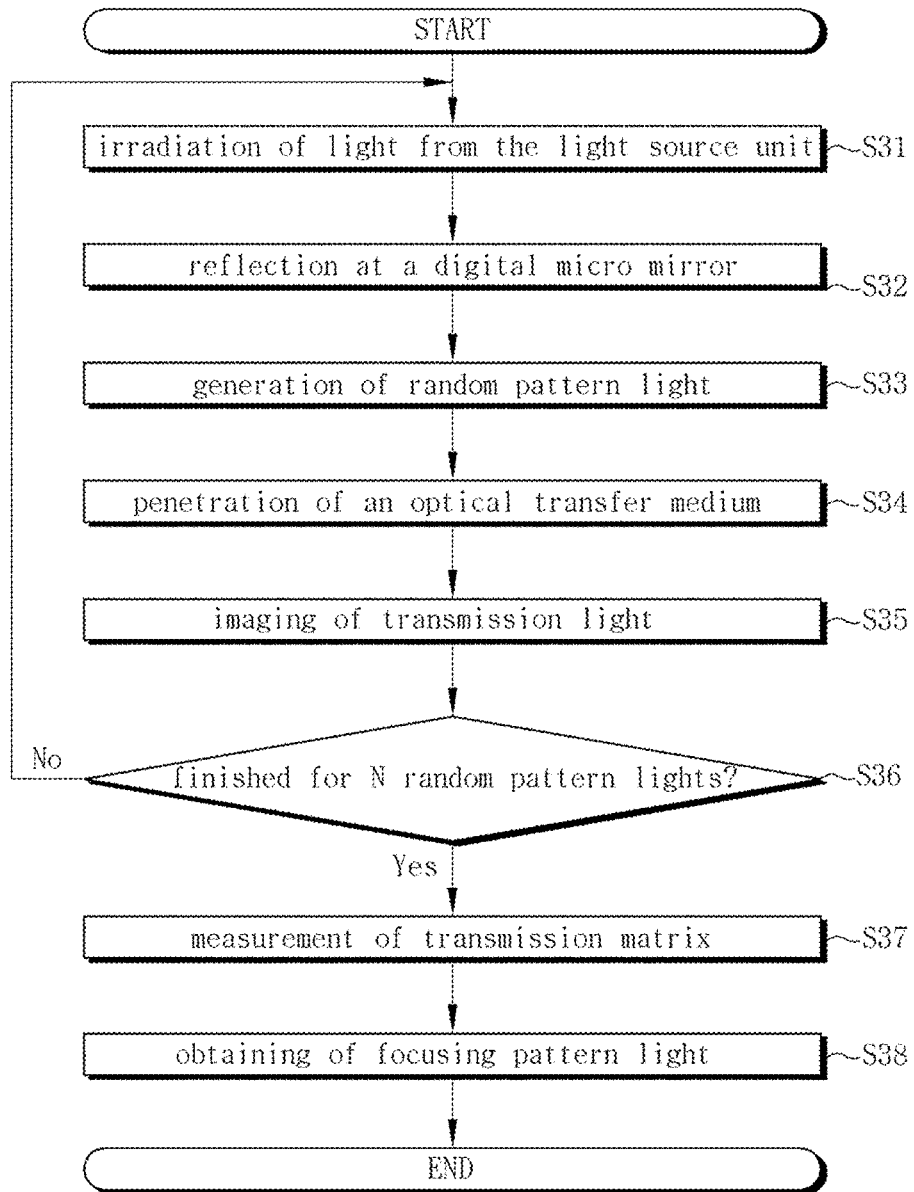 START
irradiation of light from the light source unit
S31
reflection at a digital micro mirror
S32
generation of random pattern light
S33
penetration of an optical transfer medium
S34
imaging of transmission light
S35
No
finished for N random pattern lights?
S36
Yes
measurement of transmission matrix
S37
obtaining of focusing pattern light
S38
END